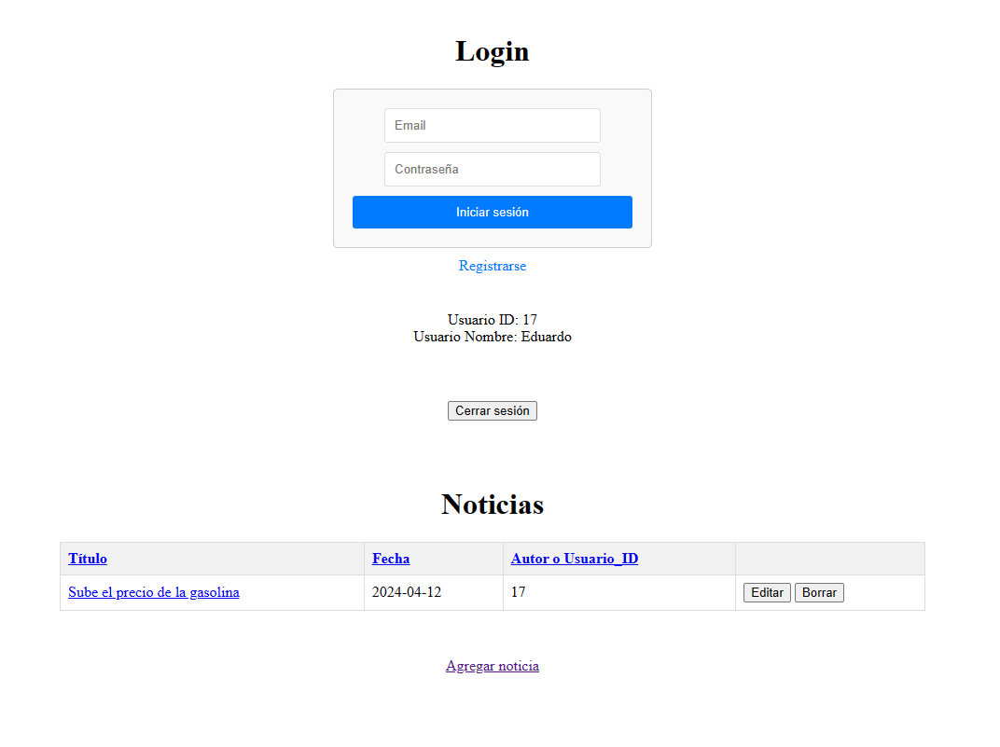 Login
Email
Contraseña
Iniciar sesión
Registrarse
Usuario ID: 17
Usuario Nombre: Eduardo
Cerrar sesión
Noticias
Título Fecha Autor o Usuario_ID
Sube el precio de la gasolina 2024-04-12 17 Editar Borrar
Agregar noticia